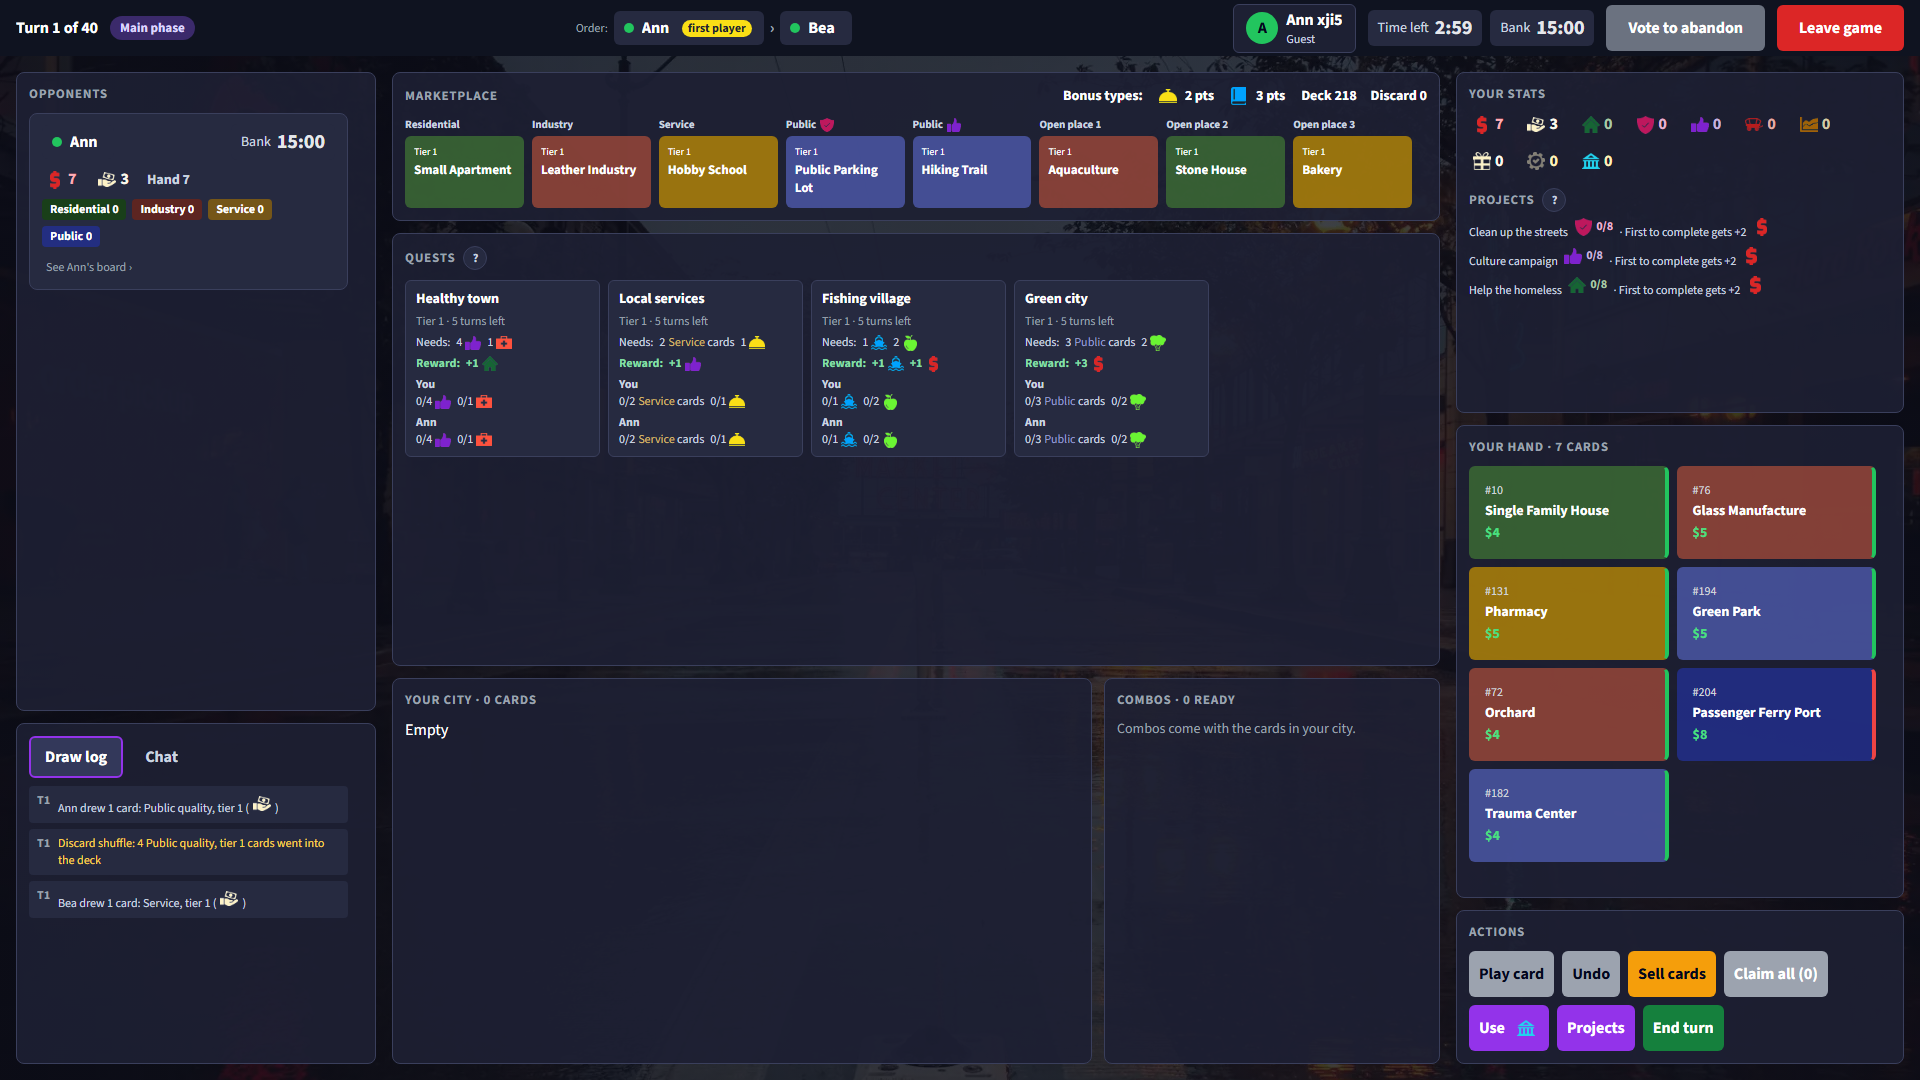 Turn 1 of 40
Main phase
Order:
Ann
first player
›
Bea
A
Ann xji5
Guest
Time left 2:59
Bank 15:00
Vote to abandon
Leave game
OPPONENTS
Ann
Bank 15:00
7
3
Hand 7
Residential 0
Industry 0
Service 0
Public 0
See Ann's board ›
Draw log
Chat
T1 Ann drew 1 card: Public quality, tier 1 ( )
T1 Discard shuffle: 4 Public quality, tier 1 cards went into
the deck
T1 Bea drew 1 card: Service, tier 1 ( )
MARKETPLACE
Bonus types: 2 pts 3 pts Deck 218 Discard 0
Residential
Tier 1
Small Apartment
Industry
Tier 1
Leather Industry
Service
Tier 1
Hobby School
Public
Tier 1
Public Parking
Lot
Public
Tier 1
Hiking Trail
Open place 1
Tier 1
Aquaculture
Open place 2
Tier 1
Stone House
Open place 3
Tier 1
Bakery
QUESTS ?
Healthy town
Tier 1 · 5 turns left
Needs: 4 1
Reward: +1
You
0/4 0/1
Ann
0/4 0/1
Local services
Tier 1 · 5 turns left
Needs: 2 Service cards 1
Reward: +1
You
0/2 Service cards 0/1
Ann
0/2 Service cards 0/1
Fishing village
Tier 1 · 5 turns left
Needs: 1 2
Reward: +1 +1
You
0/1 0/2
Ann
0/1 0/2
Green city
Tier 1 · 5 turns left
Needs: 3 Public cards 2
Reward: +3
You
0/3 Public cards 0/2
Ann
0/3 Public cards 0/2
YOUR CITY · 0 CARDS
Empty
COMBOS · 0 READY
Combos come with the cards in your city.
YOUR STATS
7 3 0 0 0 0 0
0 0 0
PROJECTS ?
Clean up the streets 0/8 · First to complete gets +2
Culture campaign 0/8 · First to complete gets +2
Help the homeless 0/8 · First to complete gets +2
YOUR HAND · 7 CARDS
#10
Single Family House
$4
#76
Glass Manufacture
$5
#131
Pharmacy
$5
#194
Green Park
$5
#72
Orchard
$4
#204
Passenger Ferry Port
$8
#182
Trauma Center
$4
ACTIONS
Play card
Undo
Sell cards
Claim all (0)
Use
Projects
End turn